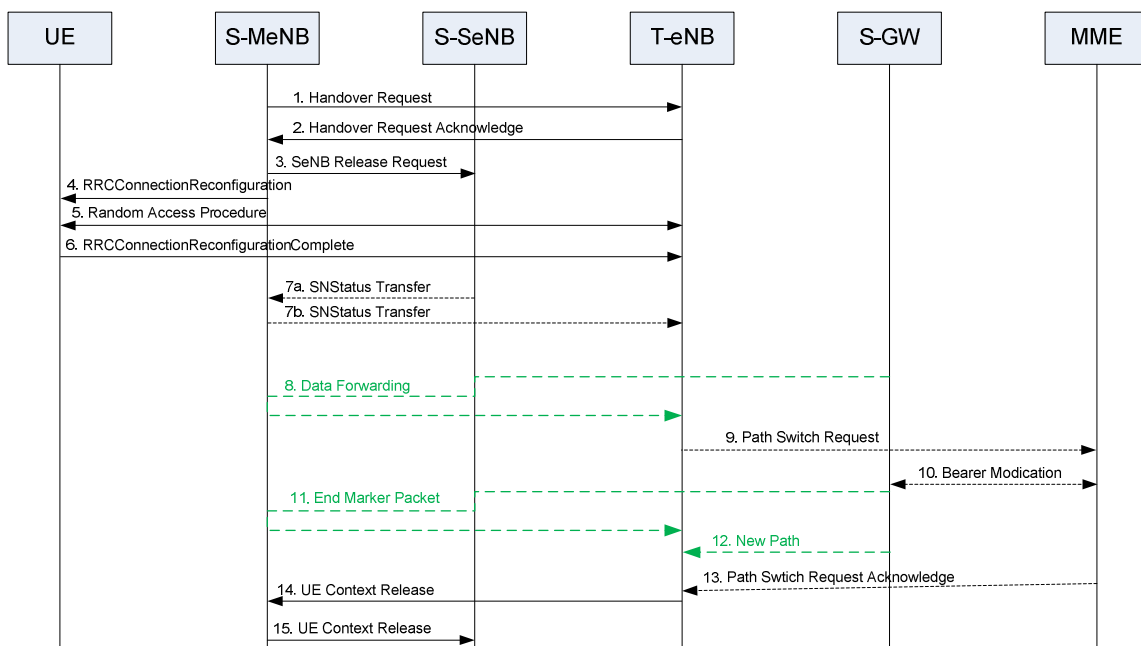 UE
S-MeNB
S-SeNB
T-eNB
S-GW
MME
1. Handover Request
2. Handover Request Acknowledge
3. SeNB Release Request
4. RRCConnectionReconfiguration
5. Random Access Procedure
6. RRCConnectionReconfigurationComplete
7a. SNStatus Transfer
7b. SNStatus Transfer
8. Data Forwarding
9. Path Switch Request
10. Bearer Modication
11. End Marker Packet
12. New Path
13. Path Swtich Request Acknowledge
14. UE Context Release
15. UE Context Release